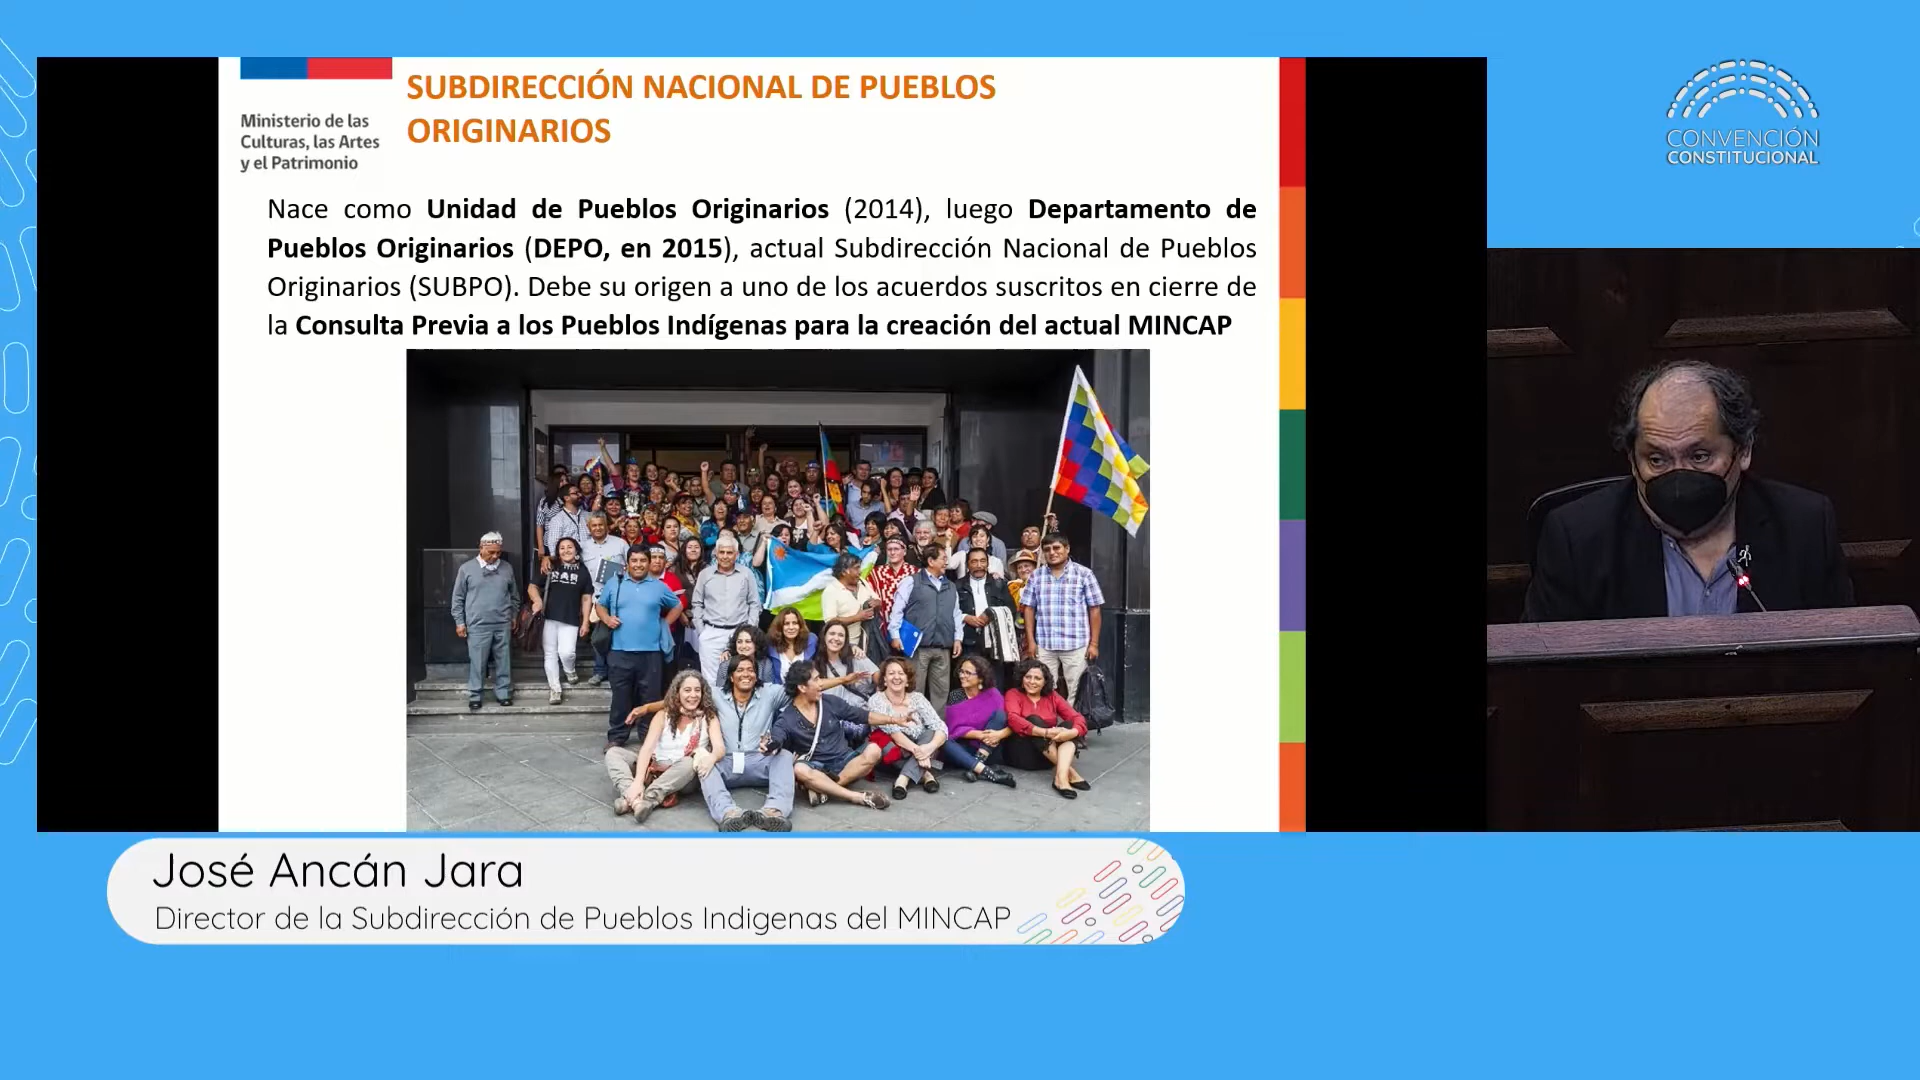 Ministerio de las
Culturas, las Artes
y el Patrimonio
SUBDIRECCIÓN NACIONAL DE PUEBLOS
ORIGINARIOS
Nace como Unidad de Pueblos Originarios (2014), luego Departamento de
Pueblos Originarios (DEPO, en 2015), actual Subdirección Nacional de Pueblos
Originarios (SUBPO). Debe su origen a uno de los acuerdos suscritos en cierre de
la Consulta Previa a los Pueblos Indígenas para la creación del actual MINCAP
CONVENCIÓN
CONSTITUCIONAL
José Ancán Jara
Director de la Subdirección de Pueblos Indigenas del MINCAP